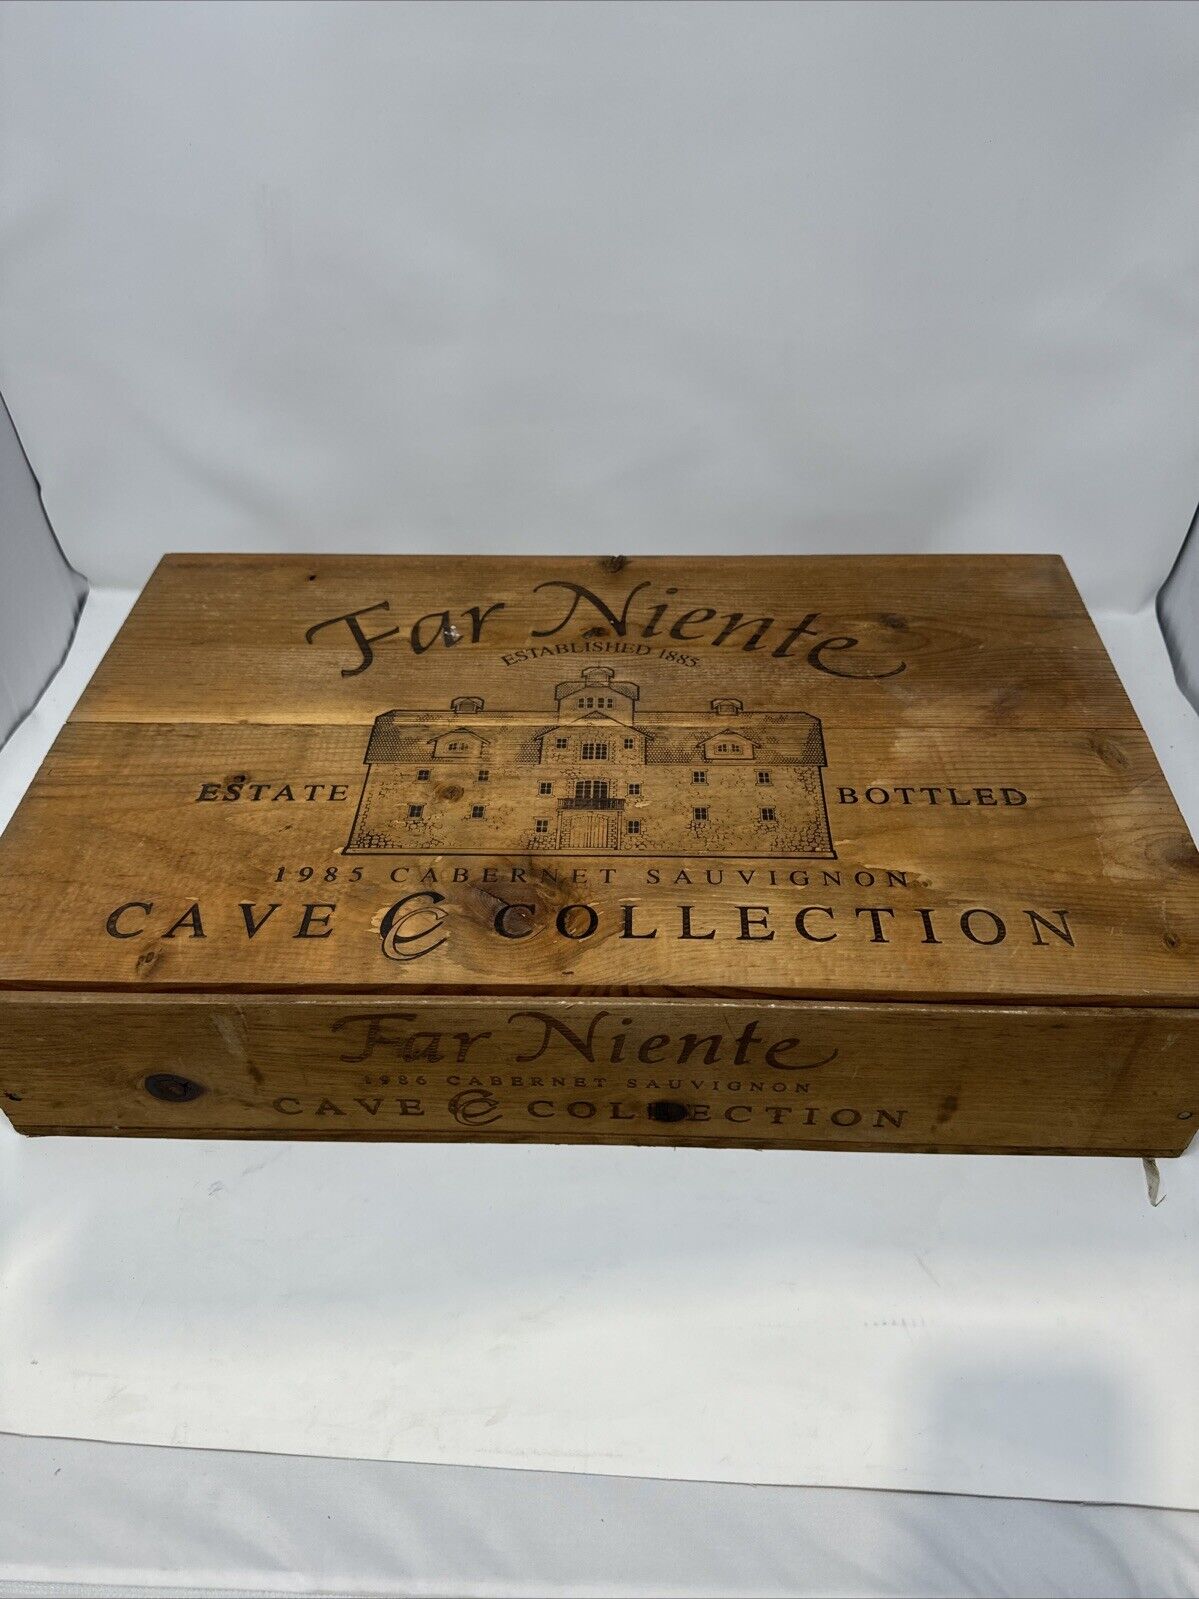 Far Niente
ESTABLISHED 1885
ESTATE BOTTLED
1985 CABERNET SAUVIGNON
CAVE CC COLLECTION
Far Niente
1986 CABERNET SAUVIGNON
CAVE CC COLLECTION